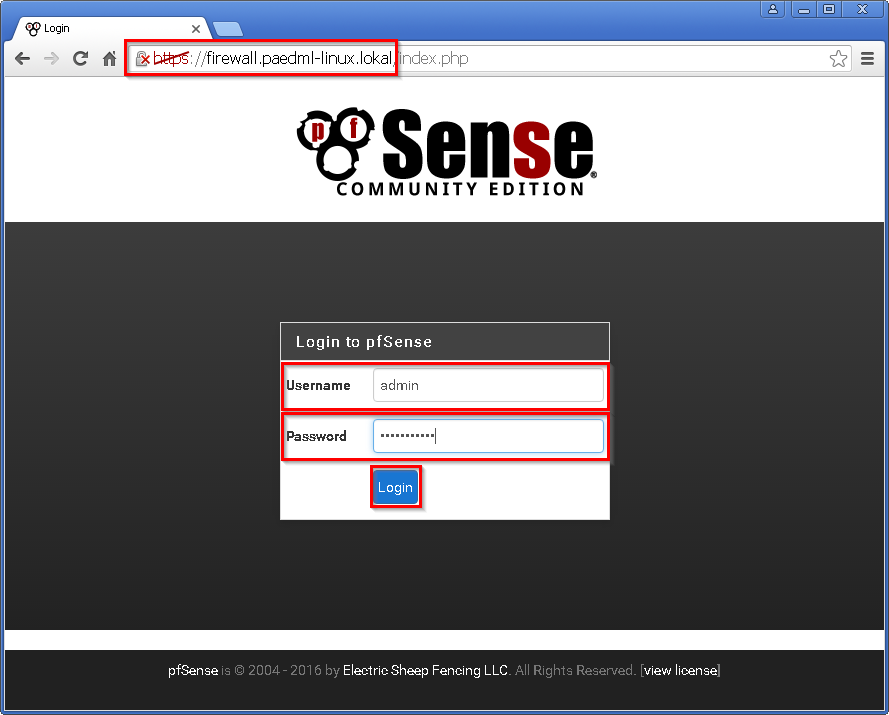 Login
https://firewall.paedml-linux.lokal/index.php
pf Sense®
COMMUNITY EDITION
Login to pfSense
Username admin
Password •••••••••••
Login
pfSense is © 2004 - 2016 by Electric Sheep Fencing LLC. All Rights Reserved. [view license]